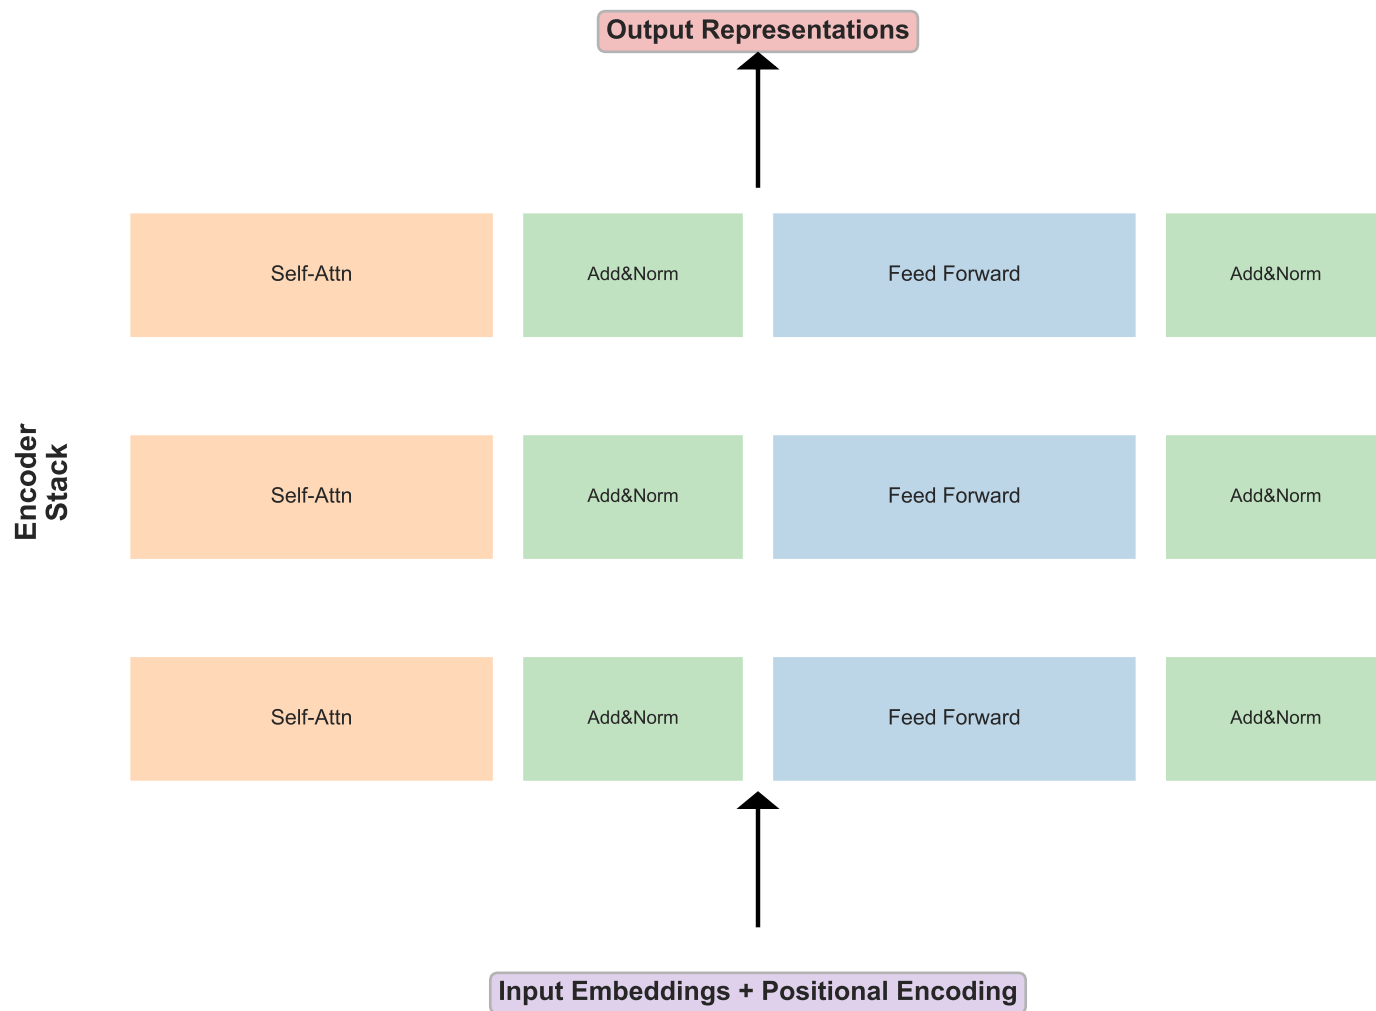 Output Representations
Self-Attn
Add&Norm
Feed Forward
Add&Norm
Encoder
Stack
Self-Attn
Add&Norm
Feed Forward
Add&Norm
Self-Attn
Add&Norm
Feed Forward
Add&Norm
Input Embeddings + Positional Encoding